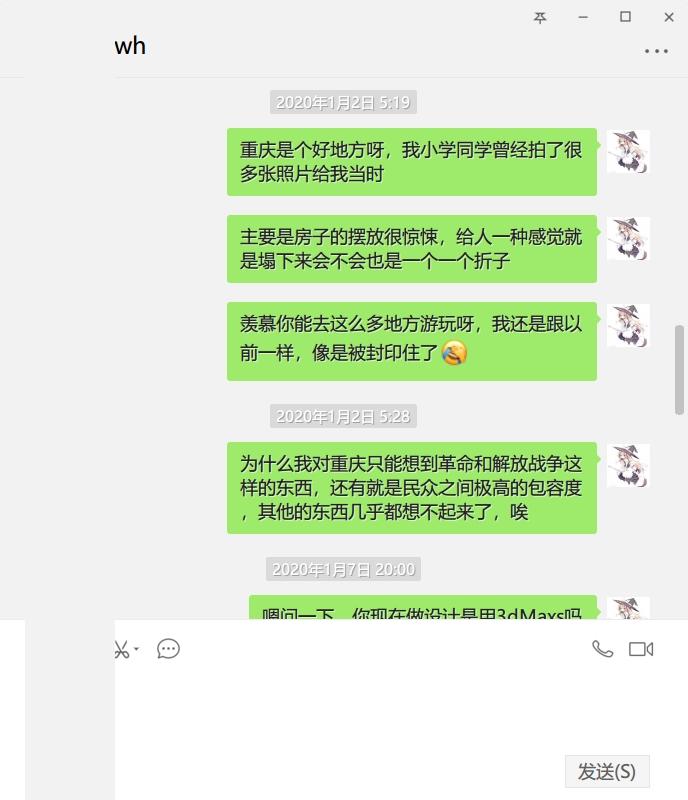 wh
2020年1月2日 5:19
重庆是个好地方呀，我小学同学曾经拍了很
多张照片给我当时
主要是房子的摆放很惊悚，给人一种感觉就
是塌下来会不会也是一个一个折子
羡慕你能去这么多地方游玩呀，我还是跟以
前一样，像是被封印住了
2020年1月2日 5:28
为什么我对重庆只能想到革命和解放战争这
样的东西，还有就是民众之间极高的包容度
，其他的东西几乎都想不起来了，唉
2020年1月7日 20:00
嗯问一下，你现在做设计是用3dMaxs吗
发送(S)